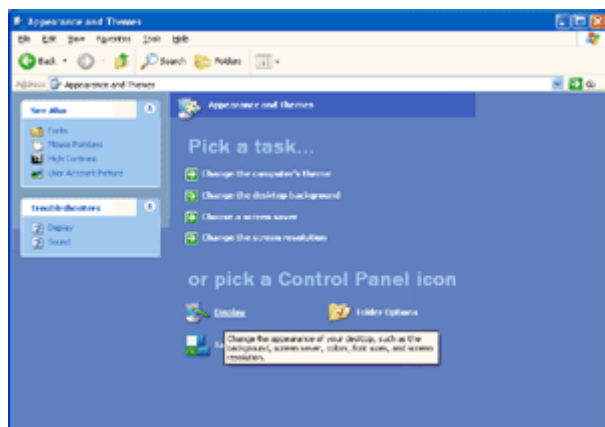 Appearance and Themes
File Edit View Favorites Tools Help
Back Search Folders
Address Appearance and Themes Go
See Also
Fonts
Mouse Pointers
High Contrast
User Account Picture
Troubleshooters
Display
Sound
Appearance and Themes
Pick a task...
Change the computer's theme
Change the desktop background
Choose a screen saver
Change the screen resolution
or pick a Control Panel icon
Display Folder Options
Change the appearance of your desktop, such as the
background, screen saver, colors, font sizes, and screen
resolution.